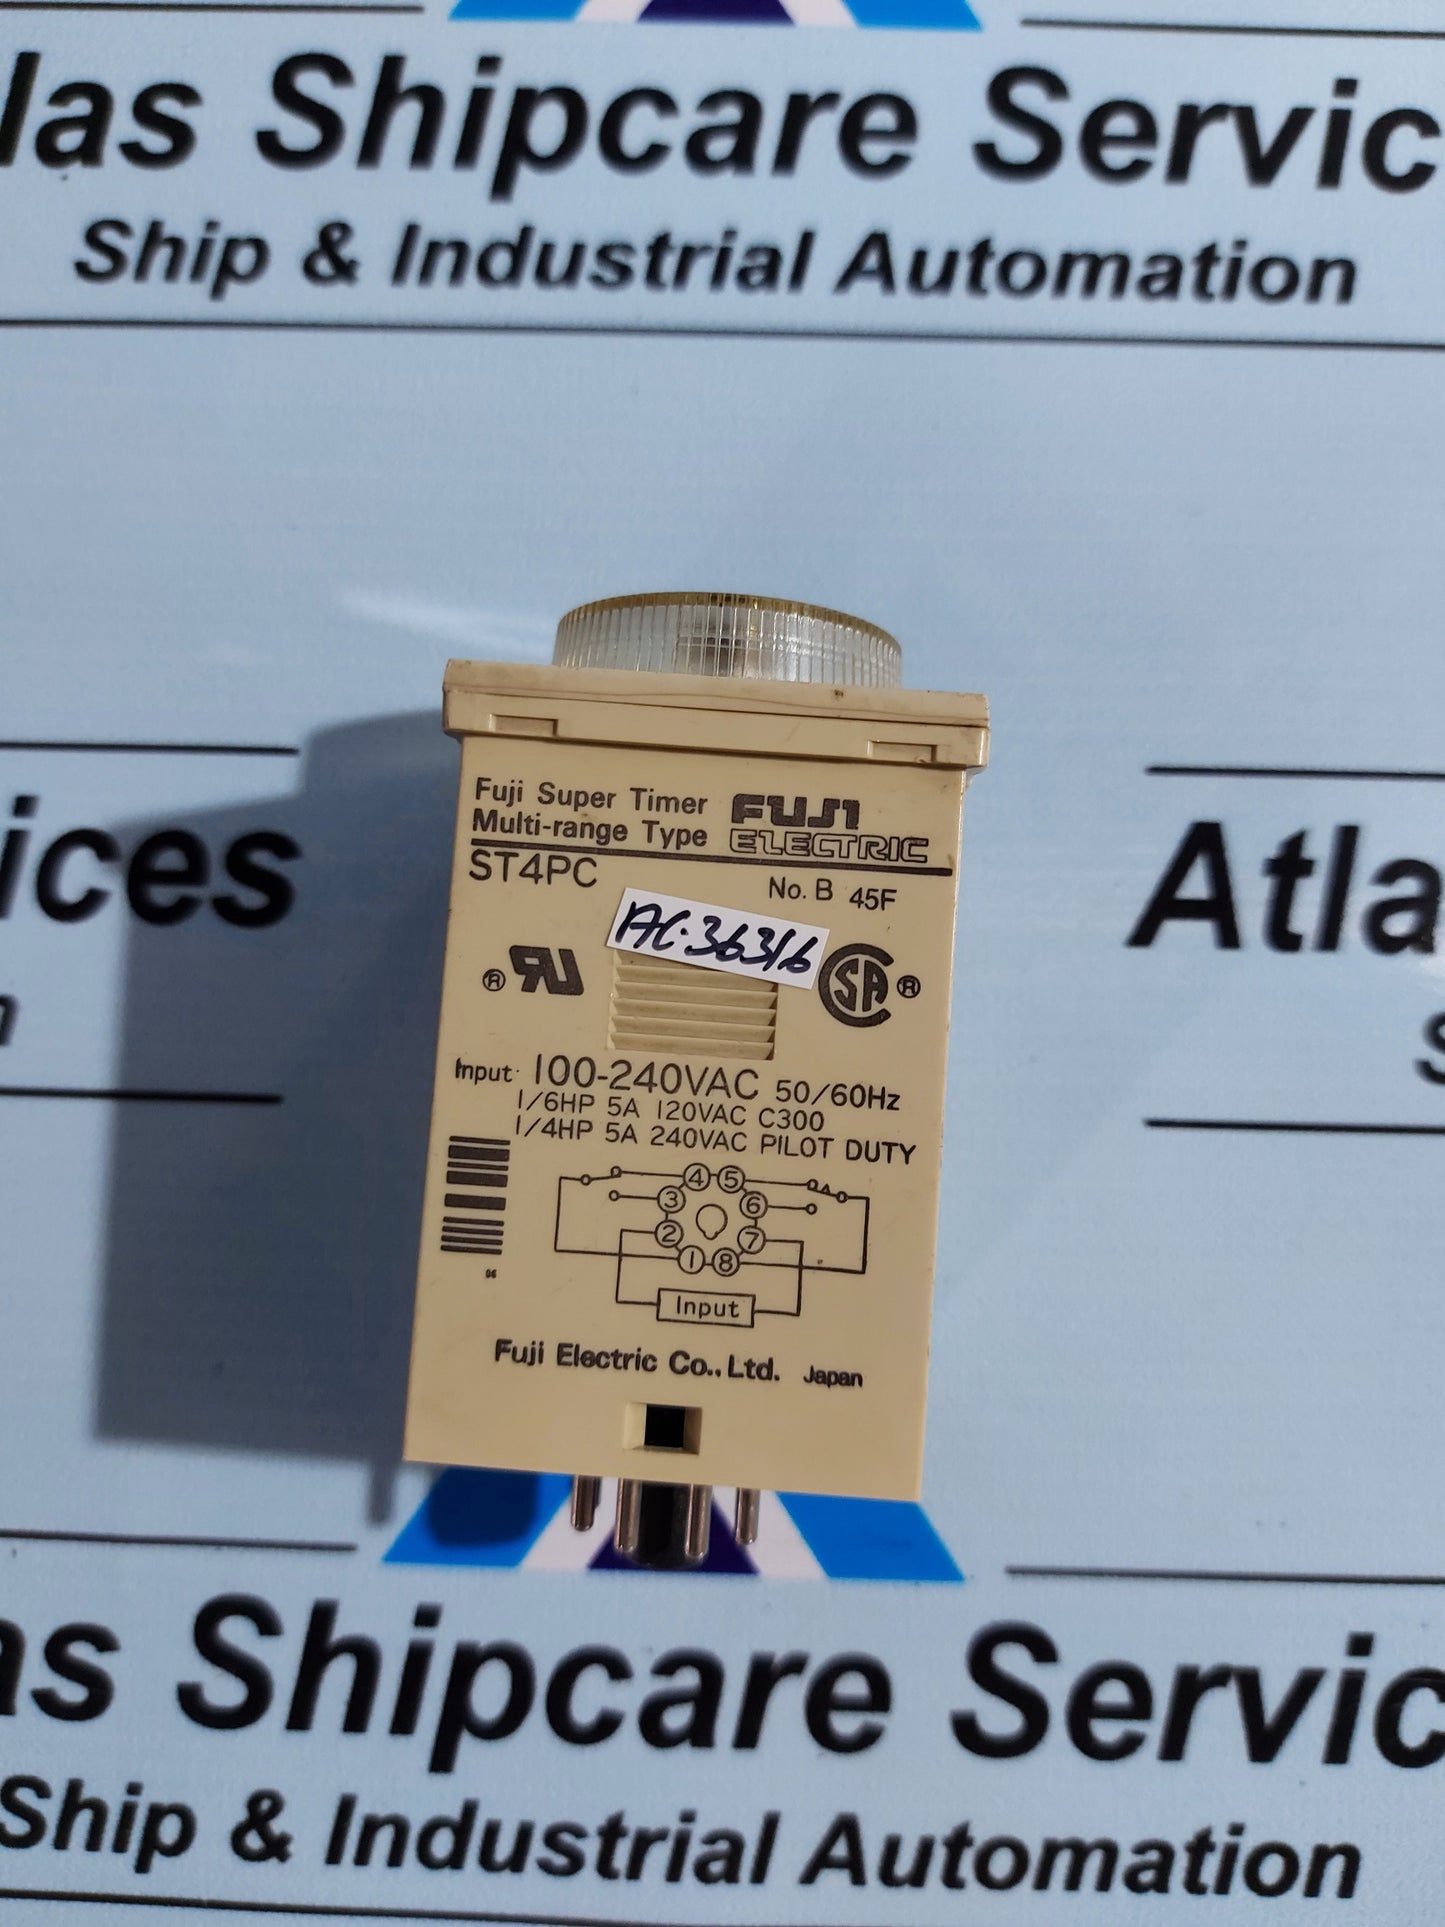 las Shipcare Servic
Ship & Industrial Automation
ices
Atla
S
Fuji Super Timer
Multi-range Type
FUJI
ELECTRIC
ST4PC
No. B 45F
AC.36316
® RU
CSA ®
Input 100-240VAC 50/60Hz
1/6HP 5A 120VAC C300
1/4HP 5A 240VAC PILOT DUTY
4 5
3 6
2 7
1 8
06
Input
Fuji Electric Co., Ltd. Japan
as Shipcare Servic
Ship & Industrial Automation